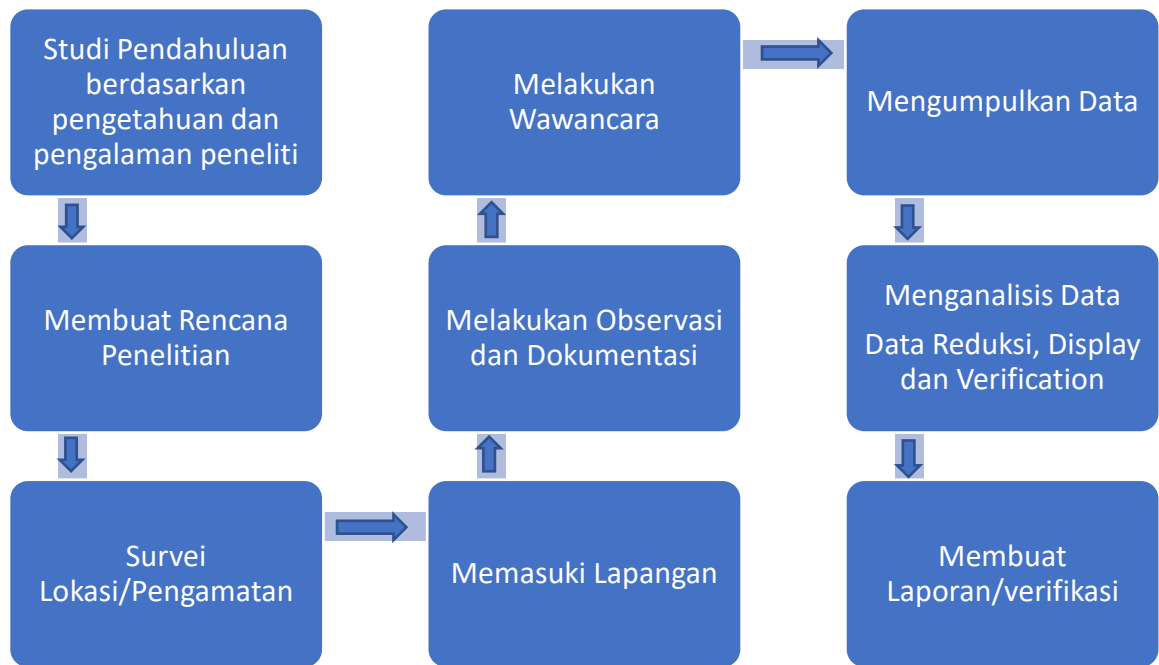 Studi Pendahuluan
berdasarkan
pengetahuan dan
pengalaman peneliti
Membuat Rencana
Penelitian
Survei
Lokasi/Pengamatan
Memasuki Lapangan
Melakukan Observasi
dan Dokumentasi
Melakukan
Wawancara
Mengumpulkan Data
Menganalisis Data
Data Reduksi, Display
dan Verification
Membuat
Laporan/verifikasi